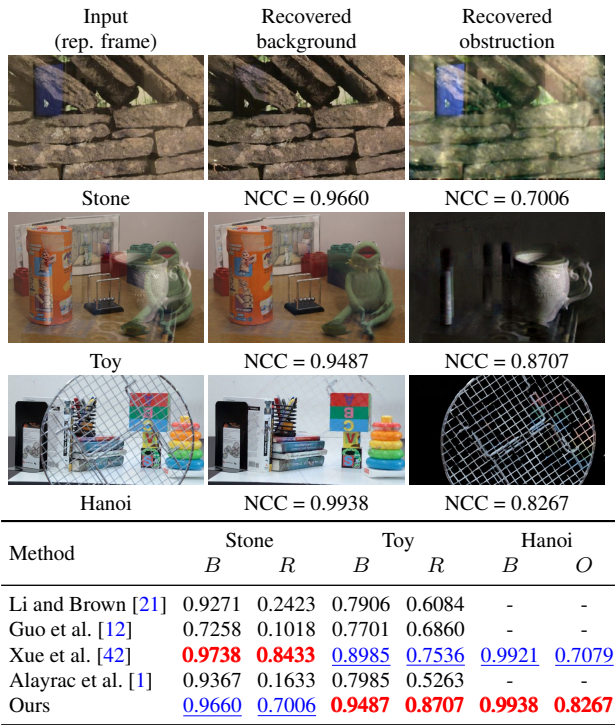 Input Recovered Recovered
(rep. frame) background obstruction
Stone NCC = 0.9660 NCC = 0.7006
Toy NCC = 0.9487 NCC = 0.8707
Hanoi NCC = 0.9938 NCC = 0.8267
Method Stone Toy Hanoi
B R B R B O
Li and Brown [21] 0.9271 0.2423 0.7906 0.6084 - -
Guo et al. [12] 0.7258 0.1018 0.7701 0.6860 - -
Xue et al. [42] 0.9738 0.8433 0.8985 0.7536 0.9921 0.7079
Alayrac et al. [1] 0.9367 0.1633 0.7985 0.5263 - -
Ours 0.9660 0.7006 0.9487 0.8707 0.9938 0.8267